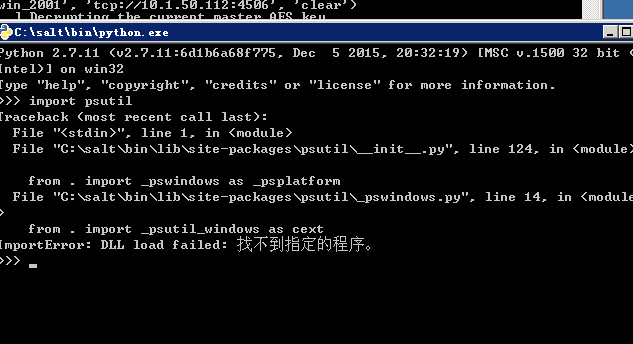 win_2001', 'tcp://10.1.50.112:4506', 'clear')
] Decrypting the current master AES key
C:\salt\bin\python.exe
Python 2.7.11 (v2.7.11:6d1b6a68f775, Dec  5 2015, 20:32:19) [MSC v.1500 32 bit (
Intel)] on win32
Type "help", "copyright", "credits" or "license" for more information.
>>> import psutil
Traceback (most recent call last):
  File "<stdin>", line 1, in <module>
  File "C:\salt\bin\lib\site-packages\psutil\__init__.py", line 124, in <module>
    from . import _pswindows as _psplatform
  File "C:\salt\bin\lib\site-packages\psutil\_pswindows.py", line 14, in <module
>
    from . import _psutil_windows as cext
ImportError: DLL load failed: 找不到指定的程序。
>>> _